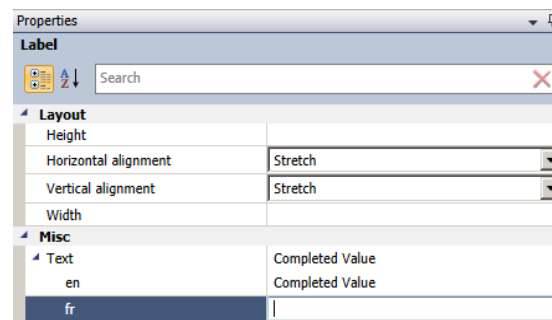 Properties
Label
A
Z
Search
Layout
Height
Horizontal alignment Stretch
Vertical alignment Stretch
Width
Misc
Text Completed Value
en Completed Value
fr